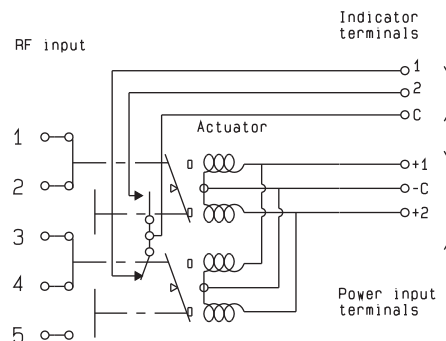 Indicator
terminals
RF input
1
2
C
Actuator
1
2
3
4
5
+1
-C
+2
Power input
terminals